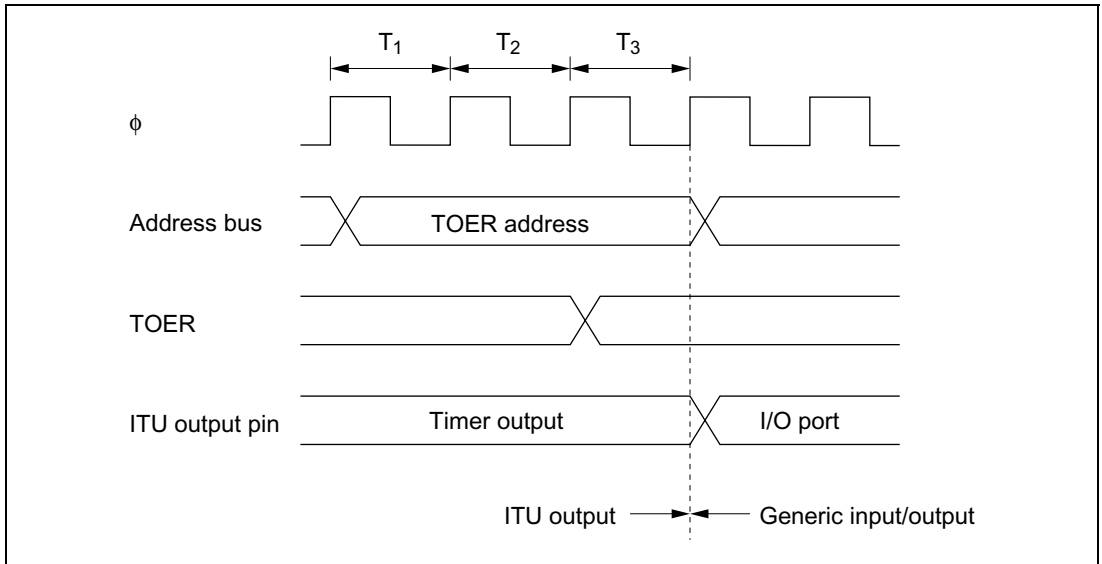 T1 T2 T3
ϕ
Address bus TOER address
TOER
ITU output pin Timer output I/O port
ITU output Generic input/output